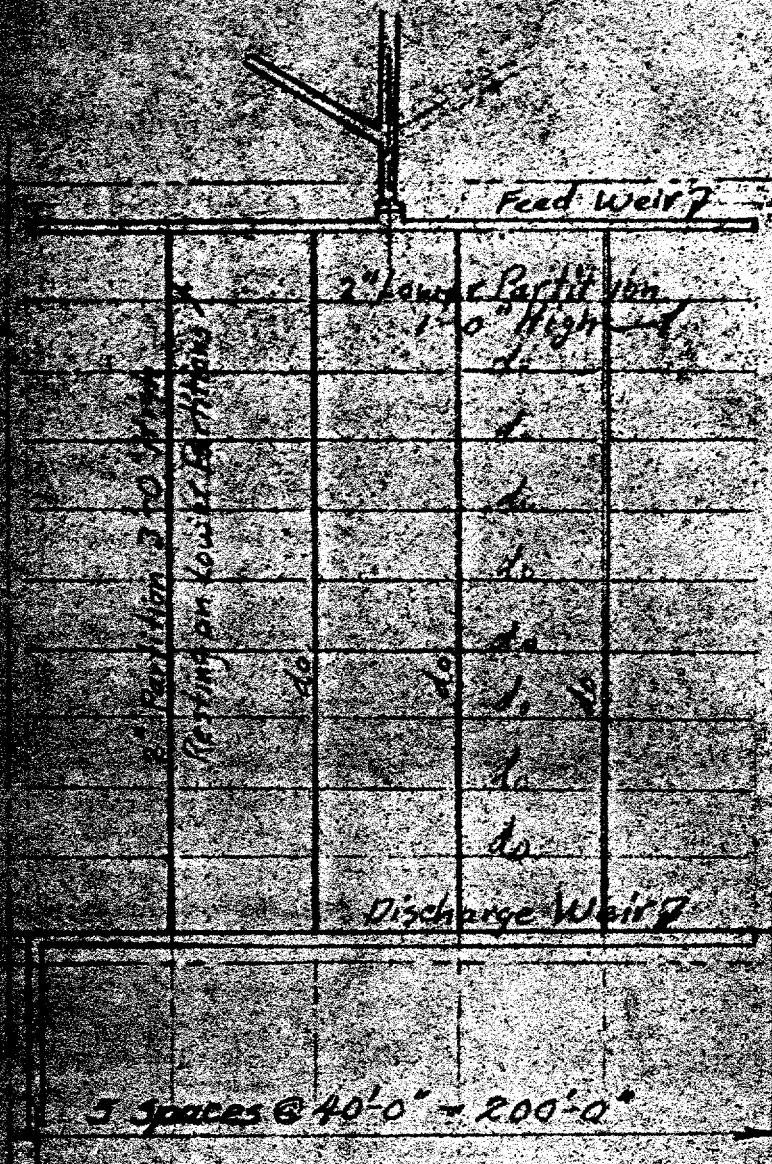 Feed Weir
2" Lower Partition
1'-0" High
do
do
do
do
do
do
do
do
2" Partition 3'-0" High
Resting on Lower Partitions
do
do
do
Discharge Weir
5 Spaces @ 40'-0" = 200'-0"